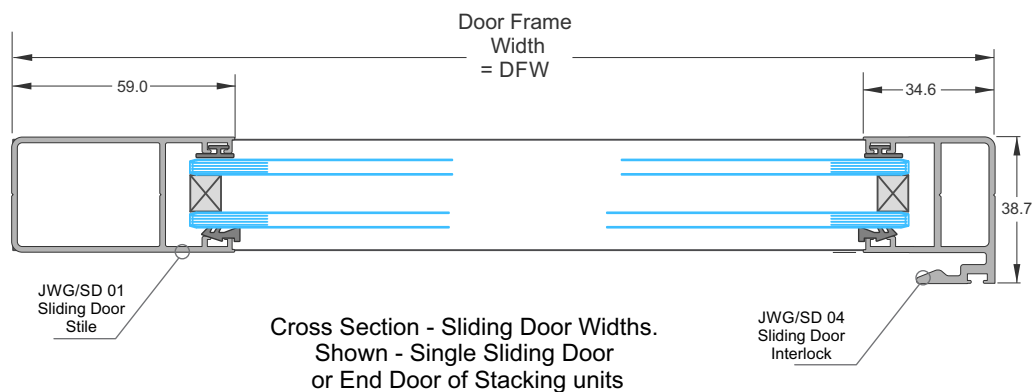 Door Frame
Width
= DFW
59.0
34.6
38.7
JWG/SD 01
Sliding Door
Stile
JWG/SD 04
Sliding Door
Interlock
Cross Section - Sliding Door Widths.
Shown - Single Sliding Door
or End Door of Stacking units